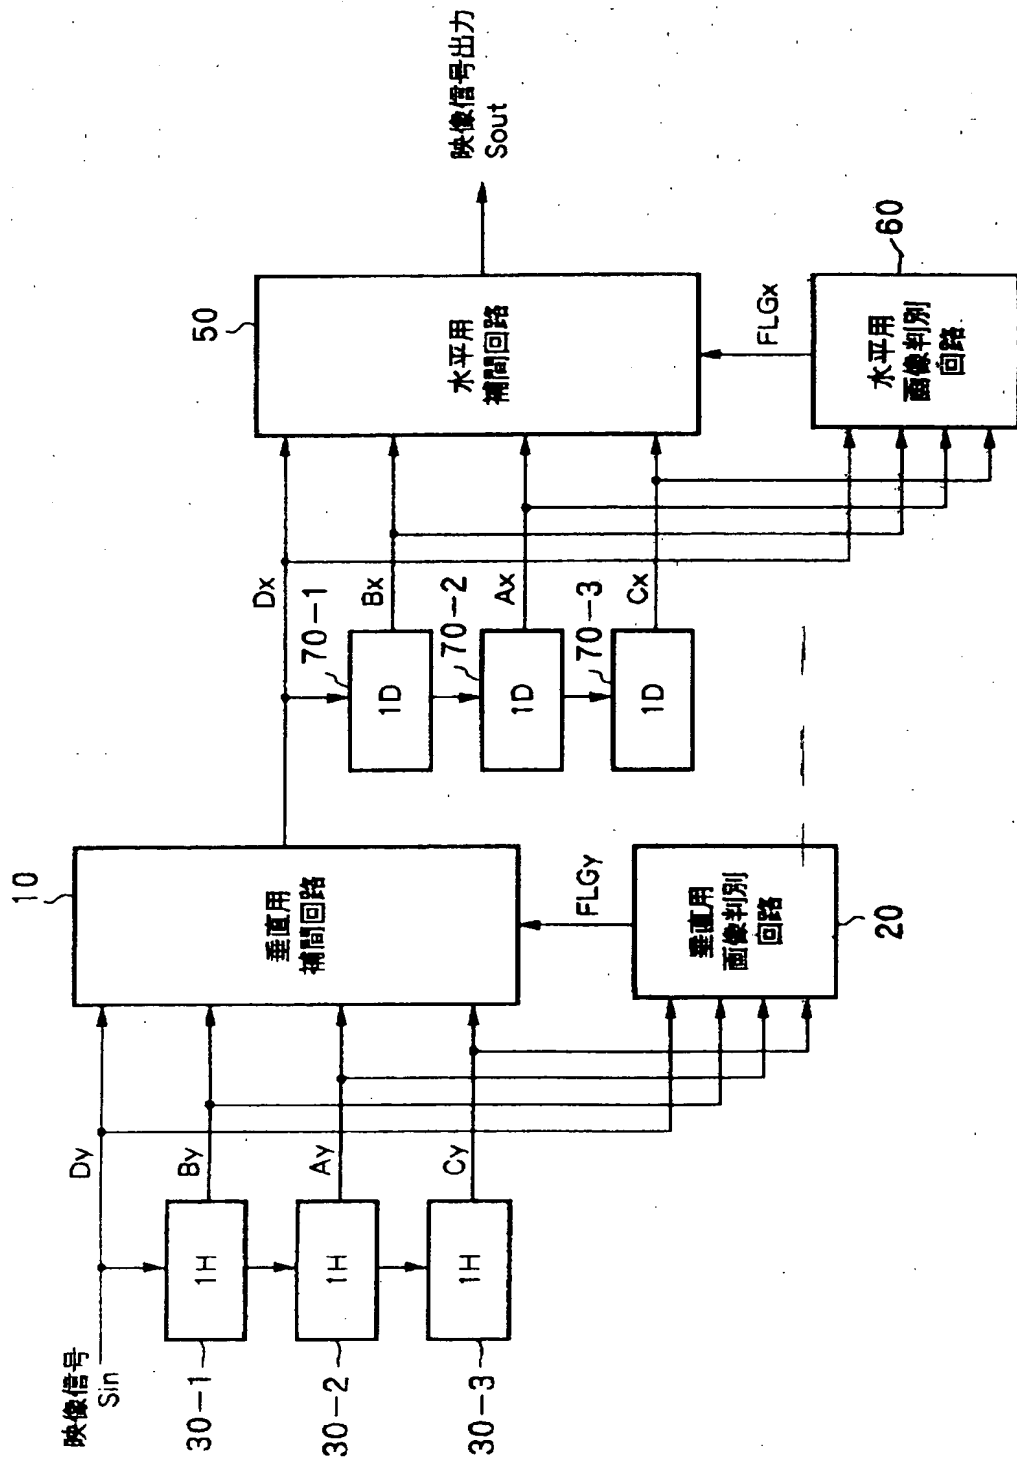 映像信号
Sin
Dy
By
Ay
Cy
1H
1H
1H
30-1
30-2
30-3
10
垂直用
補間回路
FLGy
垂直用
画像判別
回路
20
Dx
Bx
Ax
Cx
70-1
70-2
70-3
1D
1D
1D
50
水平用
補間回路
FLGx
水平用
画像判別
回路
60
映像信号出力
Sout